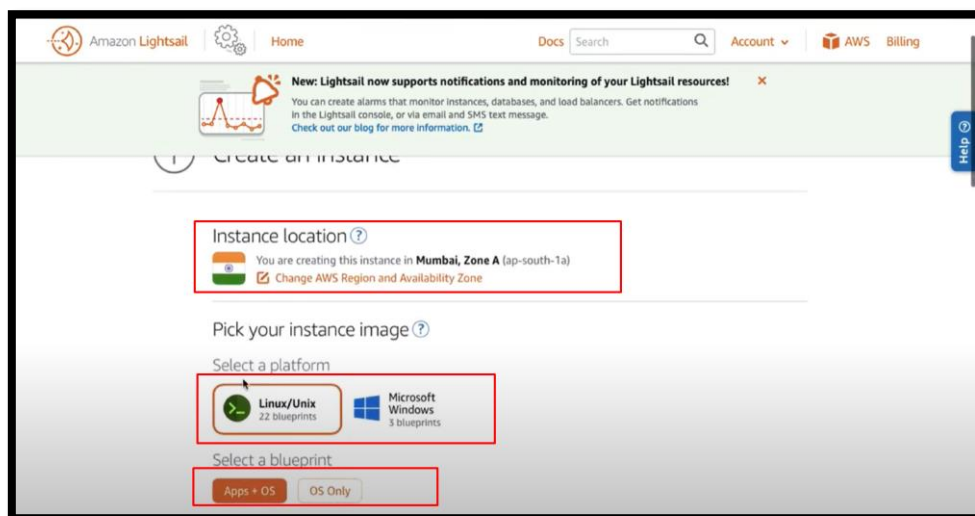 Amazon Lightsail Home Docs Search Account AWS Billing
New: Lightsail now supports notifications and monitoring of your Lightsail resources!
You can create alarms that monitor instances, databases, and load balancers. Get notifications
in the Lightsail console, or via email and SMS text message.
Check out our blog for more information.
Help ?
1 Create an instance
Instance location ?
You are creating this instance in Mumbai, Zone A (ap-south-1a)
Change AWS Region and Availability Zone
Pick your instance image ?
Select a platform
Linux/Unix
22 blueprints
Microsoft
Windows
3 blueprints
Select a blueprint
Apps + OS OS Only